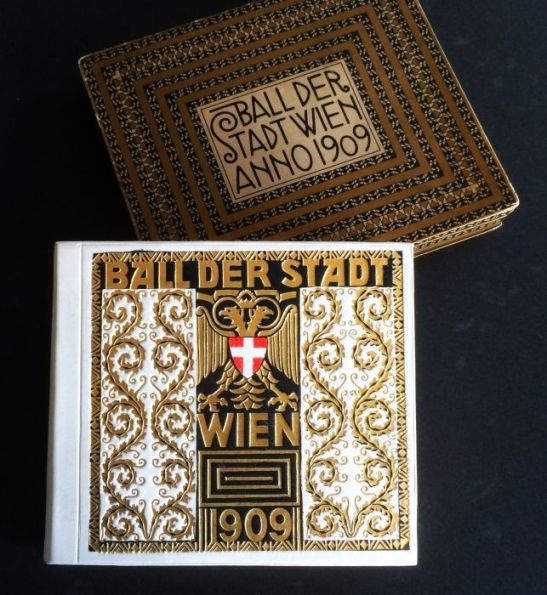 BALL DER
STADT WIEN
ANNO 1909
BALL DER STADT
WIEN
1909